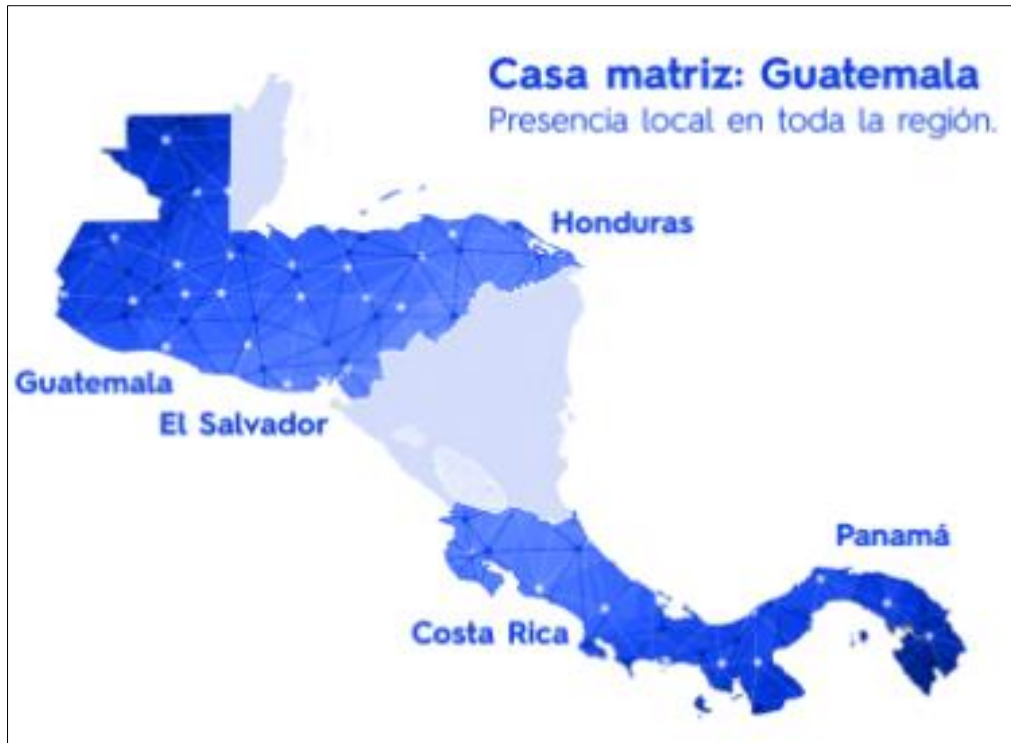 Casa matriz: Guatemala
Presencia local en toda la región.
Honduras
Guatemala
El Salvador
Panamá
Costa Rica